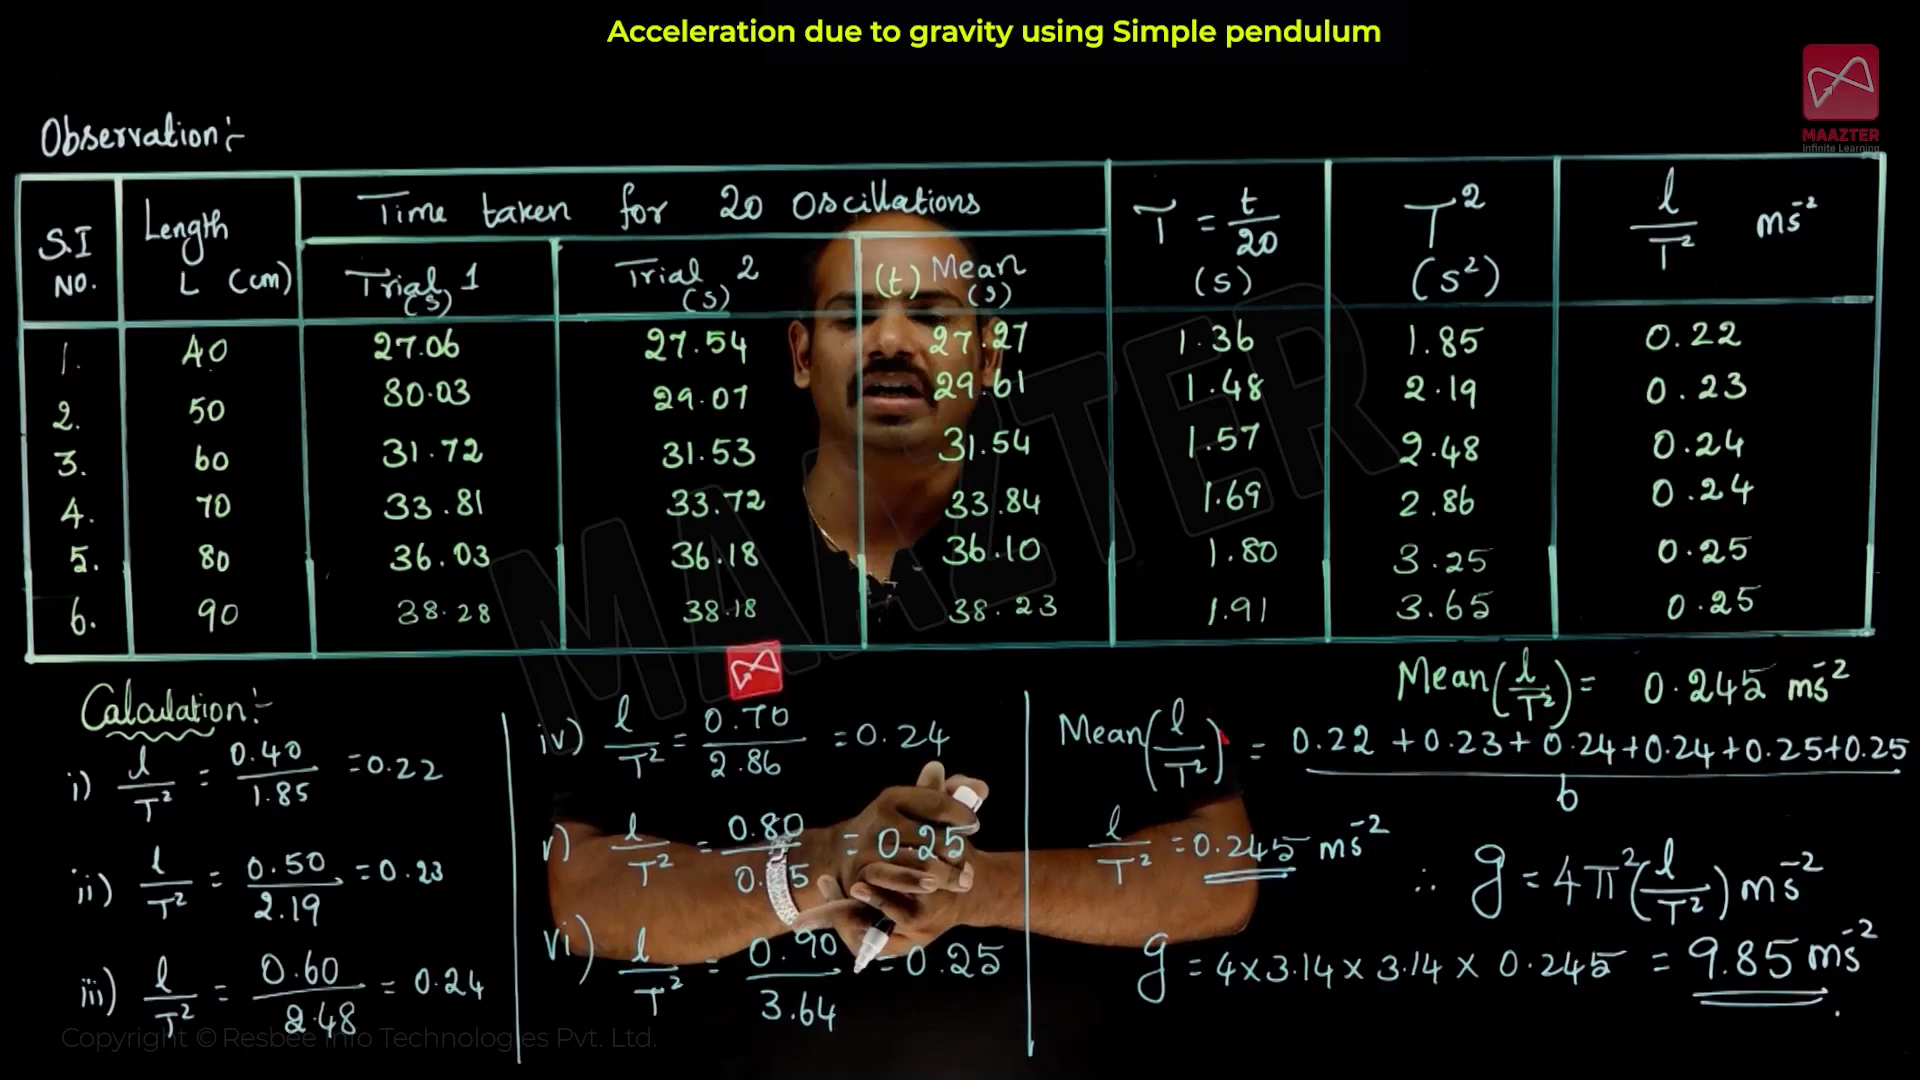 Acceleration due to gravity using Simple pendulum
MAAZTER
Infinite Learning
Observation:-
S.I NO. Length L (cm) Time taken for 20 Oscillations T = t/20 (s) T² (s²) l/T² ms⁻²
Trial 1 (s) Trial 2 (s) (t) Mean (s)
1. 40 27.06 27.54 27.27 1.36 1.85 0.22
2. 50 30.03 29.07 29.61 1.48 2.19 0.23
3. 60 31.72 31.53 31.54 1.57 2.48 0.24
4. 70 33.81 33.72 33.84 1.69 2.86 0.24
5. 80 36.03 36.18 36.10 1.80 3.25 0.25
6. 90 38.28 38.18 38.23 1.91 3.65 0.25
MAAZTER
Mean (l/T²) = 0.245 ms⁻²
Calculation:-
i) l/T² = 0.40/1.85 = 0.22
ii) l/T² = 0.50/2.19 = 0.23
iii) l/T² = 0.60/2.48 = 0.24
iv) l/T² = 0.70/2.86 = 0.24
v) l/T² = 0.80/ = 0.25
vi) l/T² = 0.90/3.64 = 0.25
Mean (l/T²) = 0.22 + 0.23 + 0.24 + 0.24 + 0.25 + 0.25 / 6
l/T² = 0.245 ms⁻²
∴ g = 4π² (l/T²) ms⁻²
g = 4 x 3.14 x 3.14 x 0.245 = 9.85 ms⁻².
Copyright © Resbee Info Technologies Pvt. Ltd.